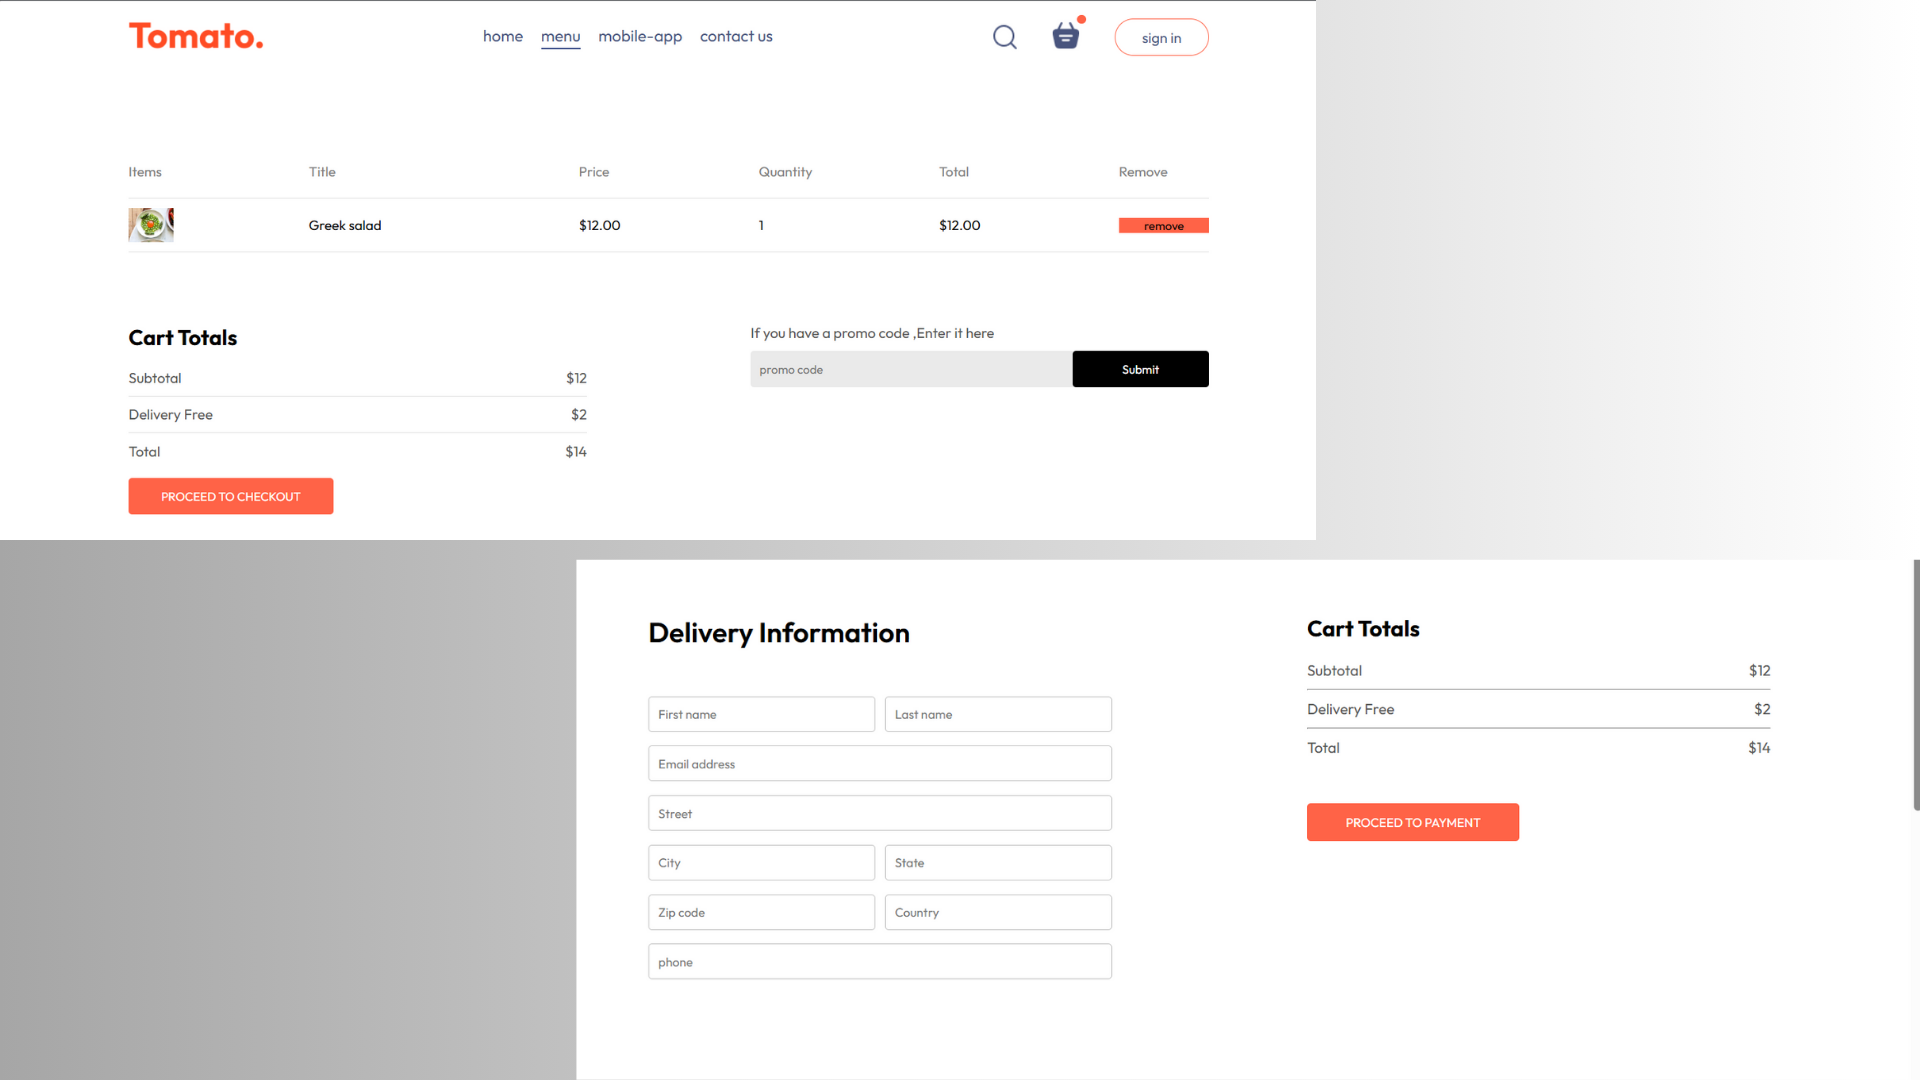 Tomato.
home menu mobile-app contact us
sign in
Items Title Price Quantity Total Remove
Greek salad $12.00 1 $12.00 remove
Cart Totals
Subtotal $12
Delivery Free $2
Total $14
PROCEED TO CHECKOUT
If you have a promo code ,Enter it here
promo code Submit
Delivery Information
First name Last name
Email address
Street
City State
Zip code Country
phone
Cart Totals
Subtotal $12
Delivery Free $2
Total $14
PROCEED TO PAYMENT